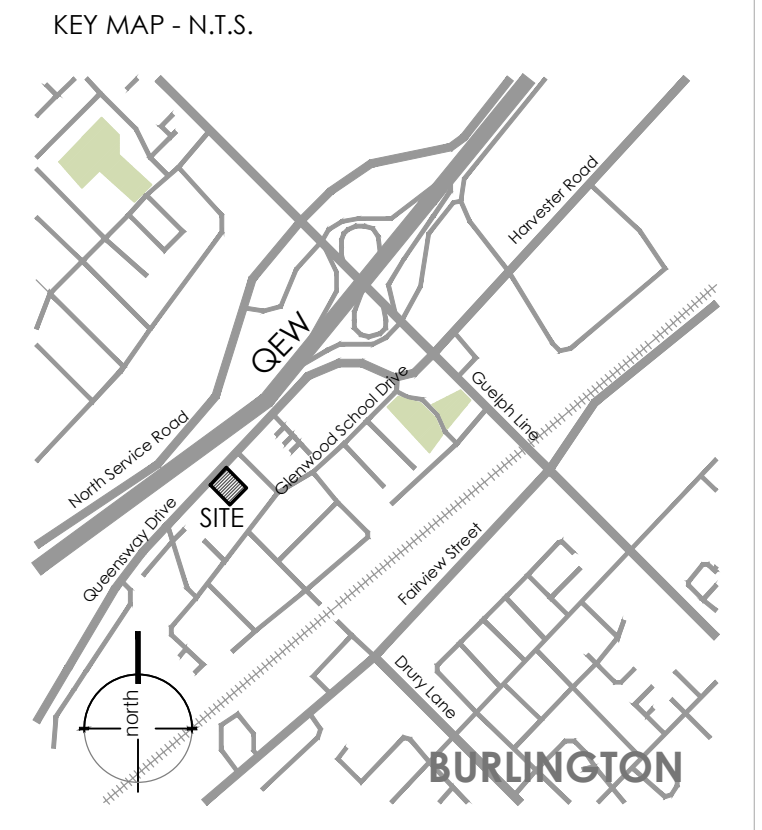 KEY MAP - N.T.S.
Harvester Road
QEW
Glenwood School Drive
Guelph Line
North Service Road
SITE
Queensway Drive
Fairview Street
Drury Lane
north
BURLINGTON